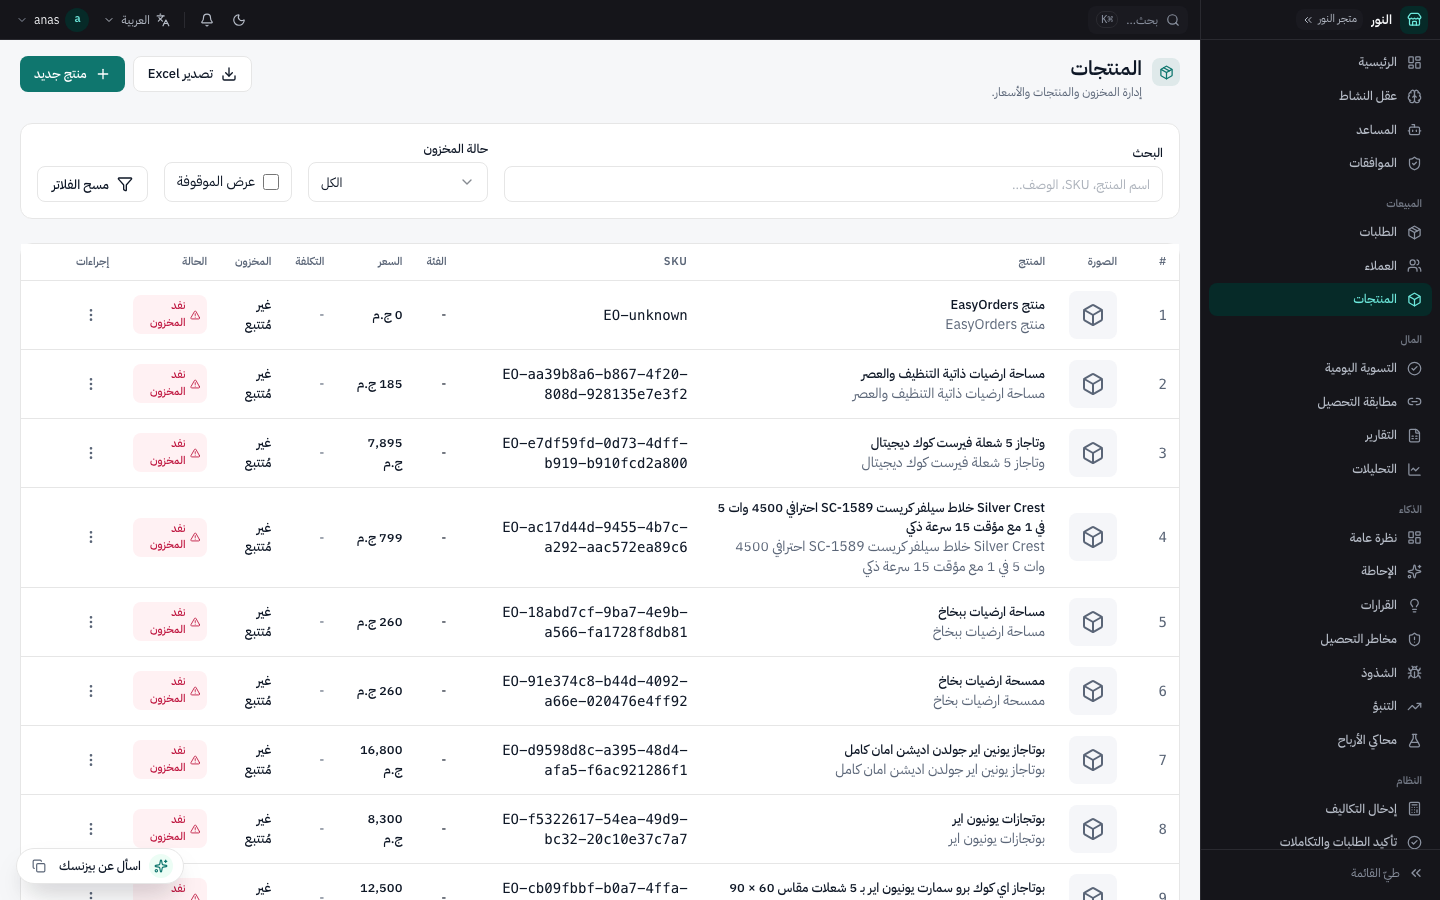 النور
متجر النور
بحث...
⌘K
العربية
a
anas
الرئيسية
عقل النشاط
المساعد
الموافقات
المبيعات
الطلبات
العملاء
المنتجات
المال
التسوية اليومية
مطابقة التحصيل
التقارير
التحليلات
الذكاء
نظرة عامة
الإحاطة
القرارات
مخاطر التحصيل
الشذوذ
التنبؤ
محاكي الأرباح
النظام
إدخال التكاليف
تأكيد الطلبات والتكاملات
طيّ القائمة
المنتجات
إدارة المخزون والمنتجات والأسعار.
تصدير Excel
منتج جديد
البحث
اسم المنتج، SKU، الوصف...
حالة المخزون
الكل
عرض الموقوفة
مسح الفلاتر
# الصورة المنتج SKU الفئة السعر التكلفة المخزون الحالة إجراءات
1 منتج EasyOrders EO-unknown - 0 ج.م - غير مُتتبع نفد المخزون
منتج EasyOrders
2 مساحة ارضيات ذاتية التنظيف والعصر EO-aa39b8a6-b867-4f20-808d-928135e7e3f2 - 185 ج.م - غير مُتتبع نفد المخزون
مساحة ارضيات ذاتية التنظيف والعصر
3 وتاجاز 5 شعلة فيرست كوك ديجيتال EO-e7df59fd-0d73-4dff-b919-b910fcd2a800 - 7,895 ج.م - غير مُتتبع نفد المخزون
وتاجاز 5 شعلة فيرست كوك ديجيتال
4 Silver Crest خلاط سيلفر كريست SC-1589 احترافي 4500 وات 5 في 1 مع مؤقت 15 سرعة ذكي EO-ac17d44d-9455-4b7c-a292-aac572ea89c6 - 799 ج.م - غير مُتتبع نفد المخزون
Silver Crest خلاط سيلفر كريست SC-1589 احترافي 4500 وات 5 في 1 مع مؤقت 15 سرعة ذكي
5 مساحة ارضيات ببخاخ EO-18abd7cf-9ba7-4e9b-a566-fa1728f8db81 - 260 ج.م - غير مُتتبع نفد المخزون
مساحة ارضيات ببخاخ
6 ممسحة ارضيات بخاخ EO-91e374c8-b44d-4092-a66e-020476e4ff92 - 260 ج.م - غير مُتتبع نفد المخزون
ممسحة ارضيات بخاخ
7 بوتاجاز يونين اير جولدن اديشن امان كامل EO-d9598d8c-a395-48d4-afa5-f6ac921286f1 - 16,800 ج.م - غير مُتتبع نفد المخزون
بوتاجاز يونين اير جولدن اديشن امان كامل
8 بوتجازات يونيون اير EO-f5322617-54ea-49d9-bc32-20c10e37c7a7 - 8,300 ج.م - غير مُتتبع نفد المخزون
بوتجازات يونيون اير
9 بوتاجاز اي كوك برو سمارت يونيون اير بـ 5 شعلات مقاس 60 × 90 EO-cb09fbbf-b0a7-4ffa- - 12,500 - غير نفد
اسأل عن بيزنسك